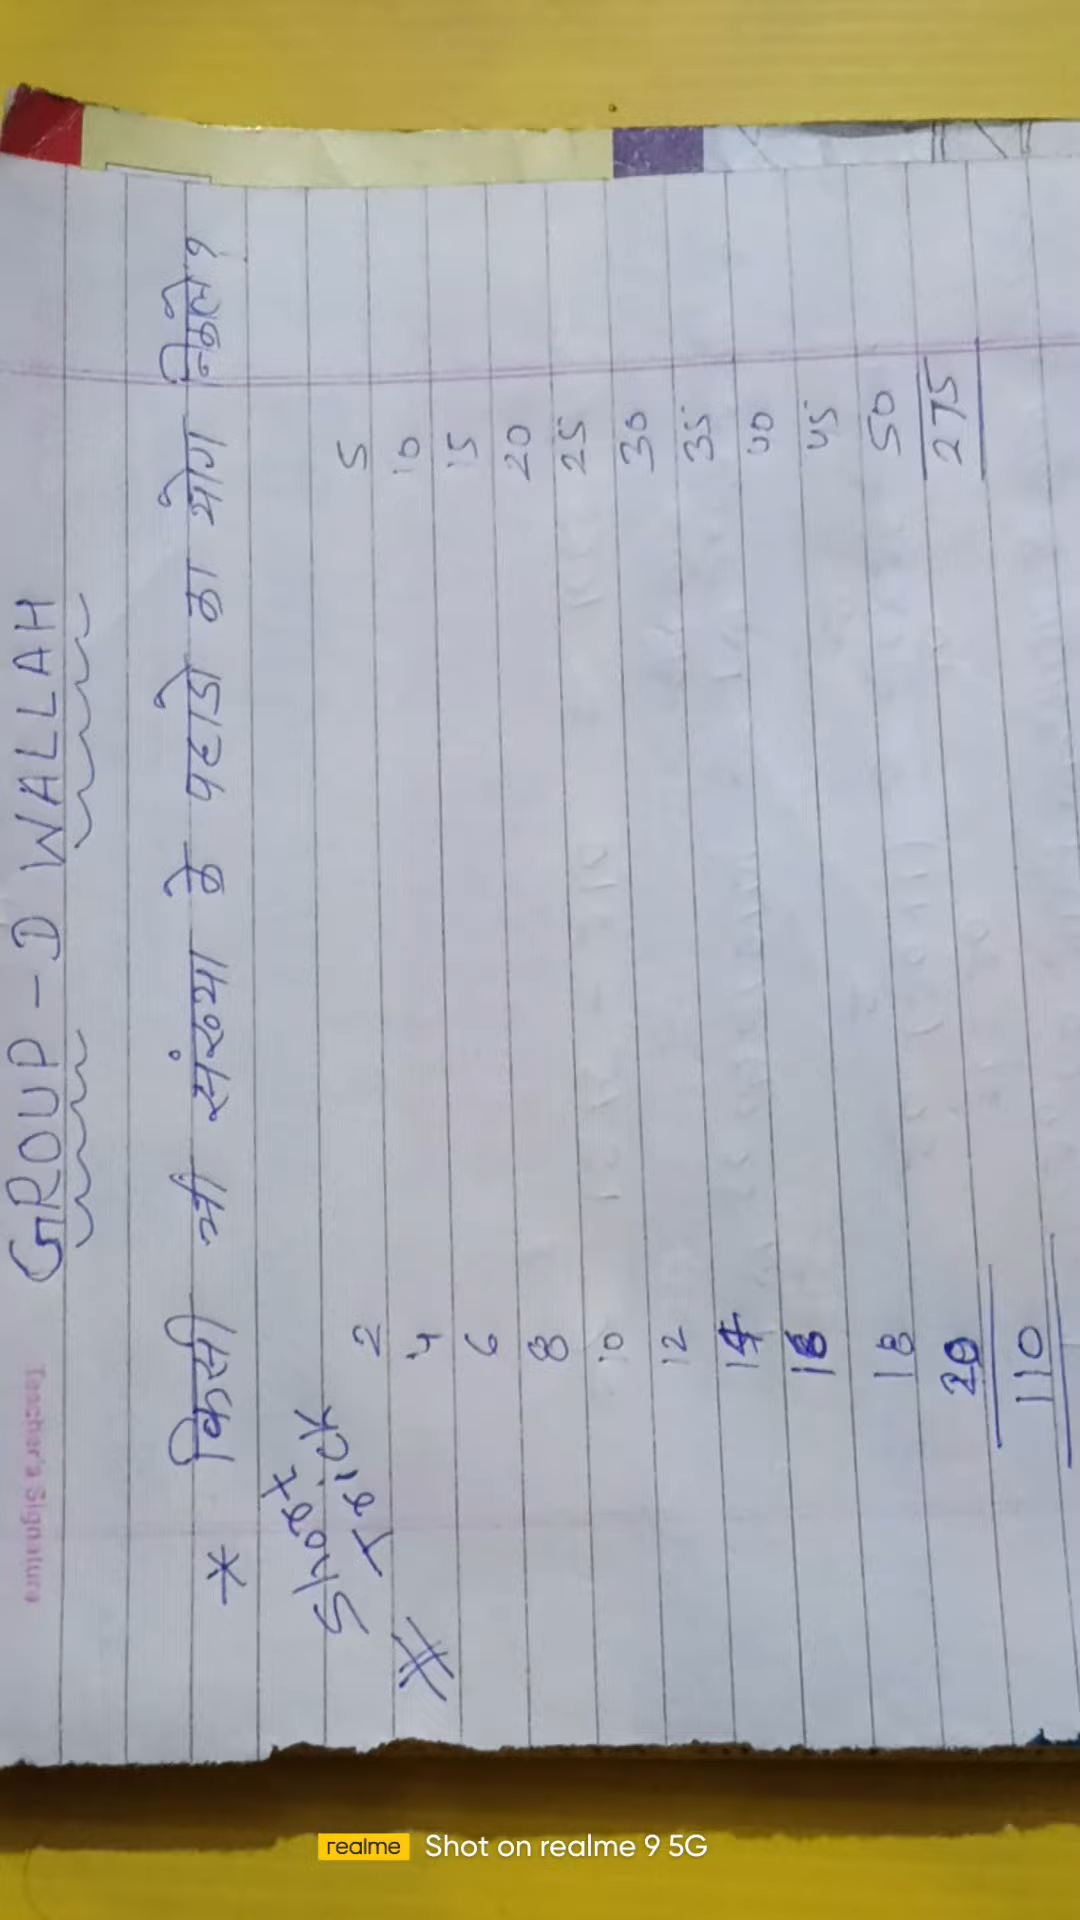 Teacher's Signature
GROUP - D WALLAH
* किसी भी संख्या के पहाडे का योग निकाले?
Short Trick
2 5
4 10
6 15
8 20
10 25
12 30
14 35
16 40
18 45
20 50
110 275
realme Shot on realme 9 5G